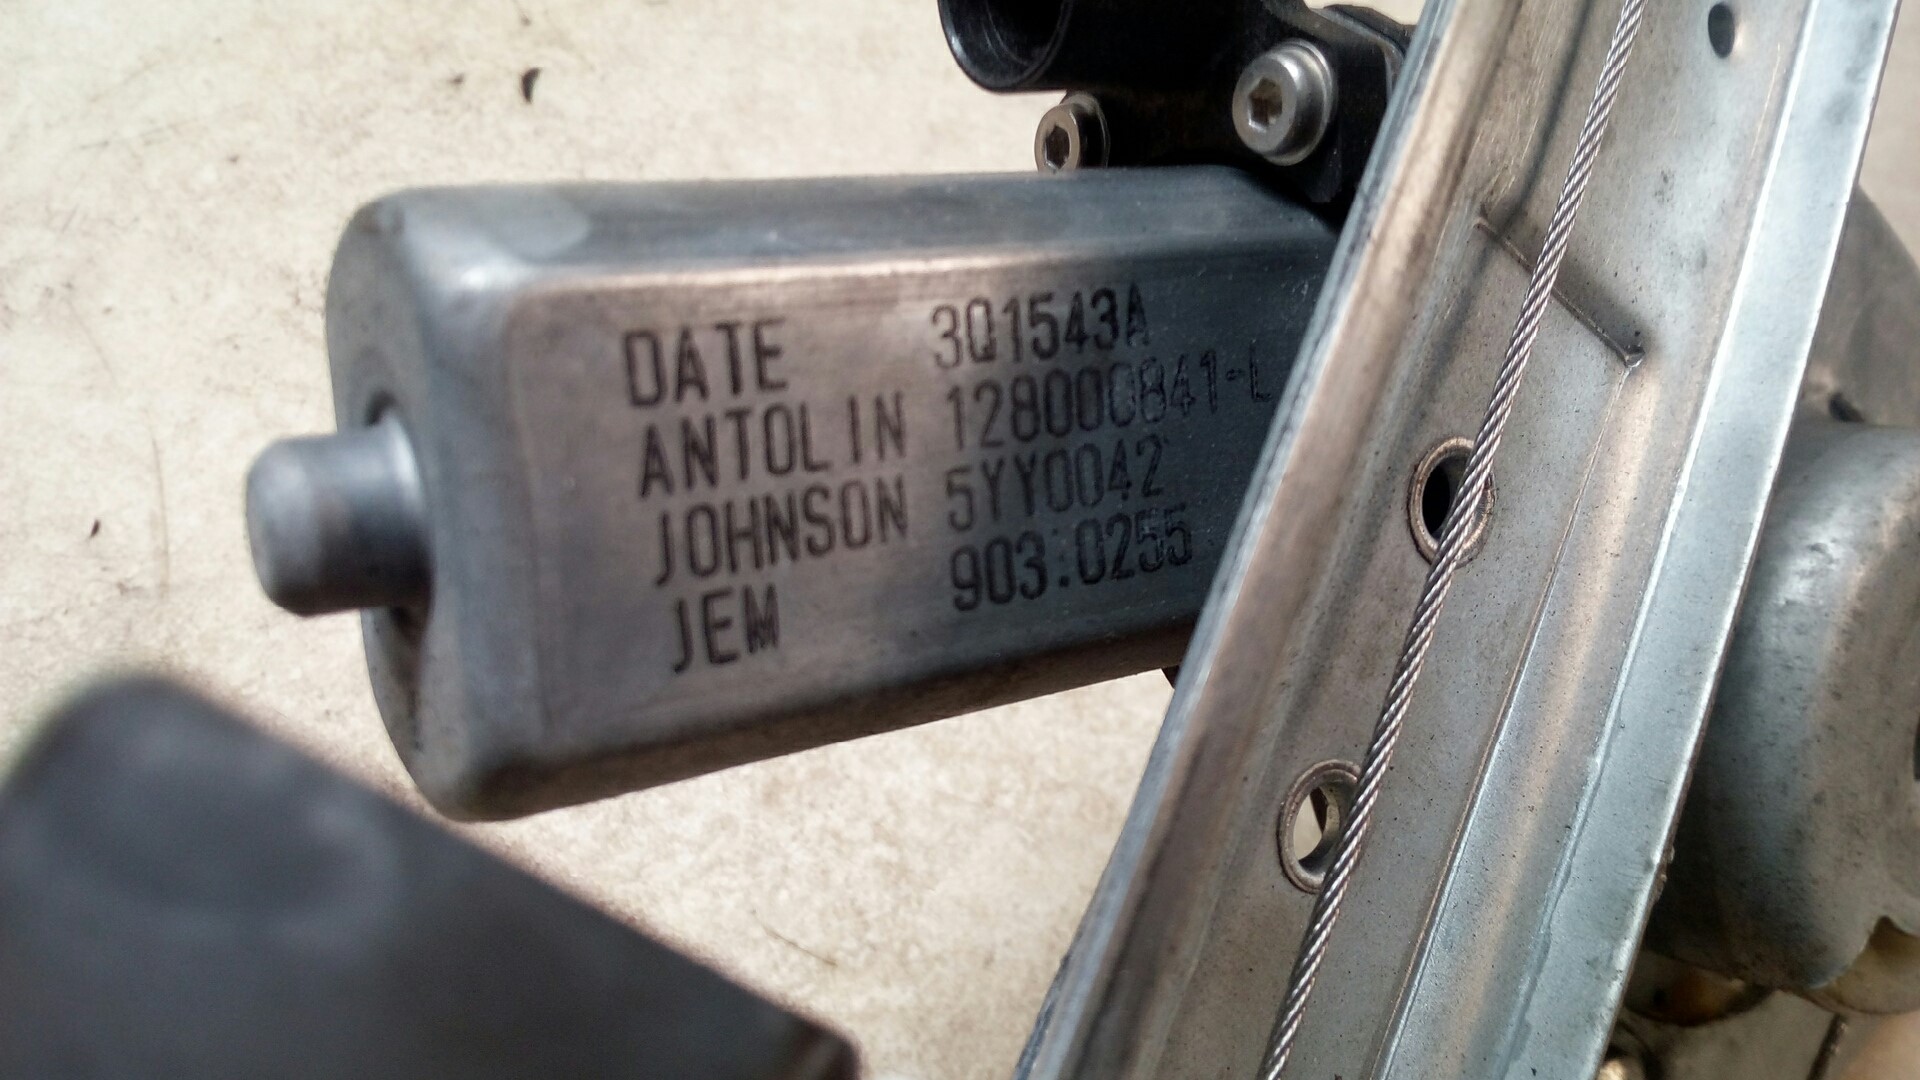 DATE 3Q1543A
ANTOLIN 128000841-L
JOHNSON 5YY0042
JEM 903.0255